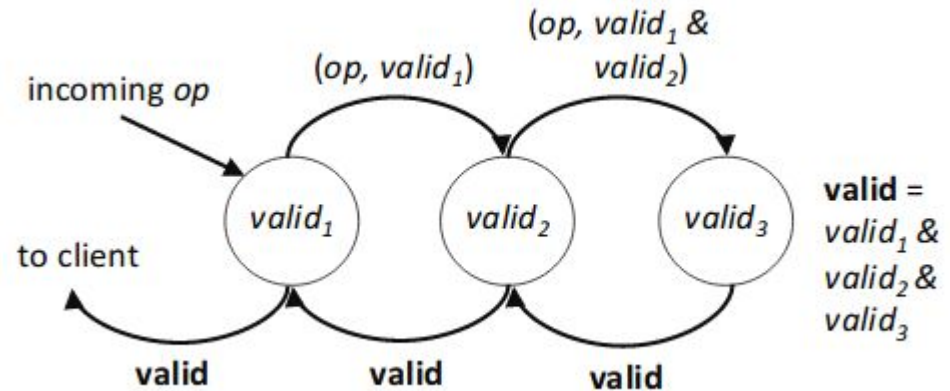 (op, valid₁ &
valid₂)
(op, valid₁)
incoming op
valid₁
valid₂
valid₃
valid =
valid₁ &
valid₂ &
valid₃
to client
valid
valid
valid